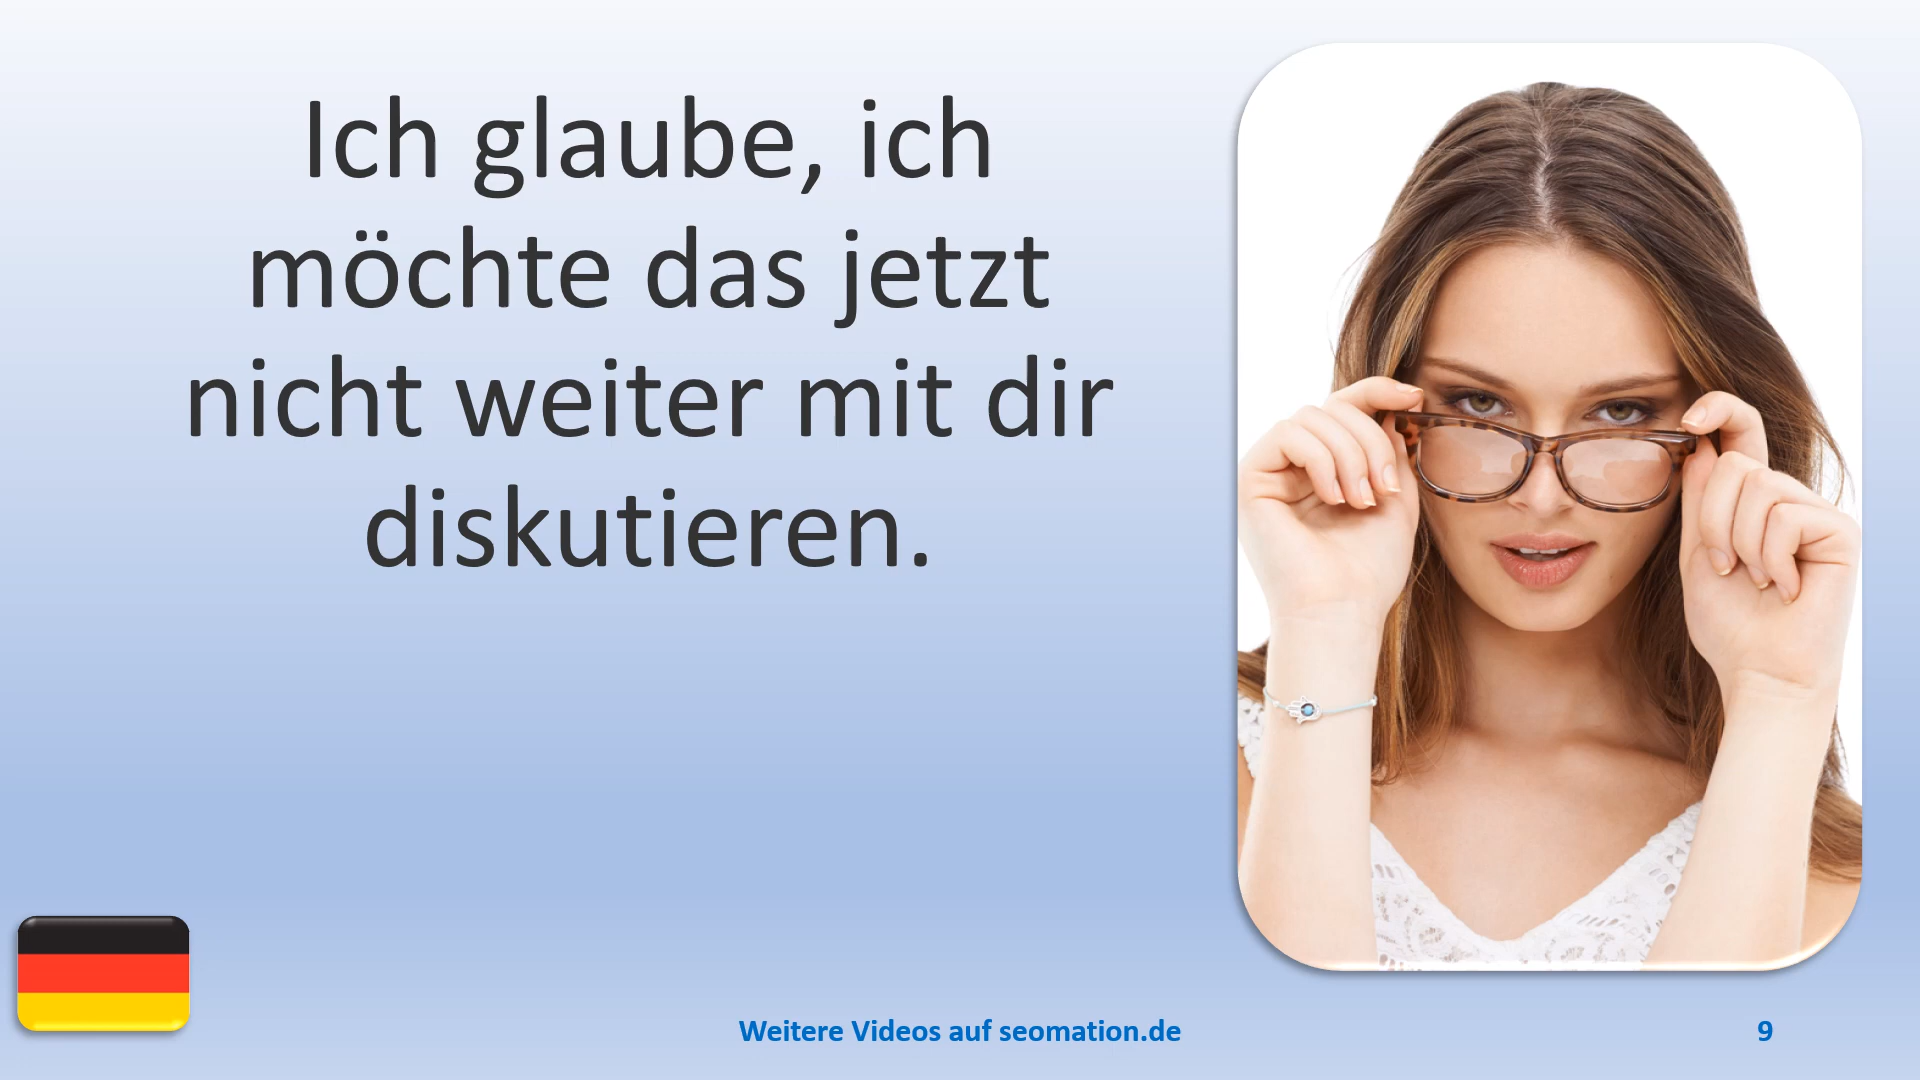 Ich glaube, ich
möchte das jetzt
nicht weiter mit dir
diskutieren.
Weitere Videos auf seomation.de
9